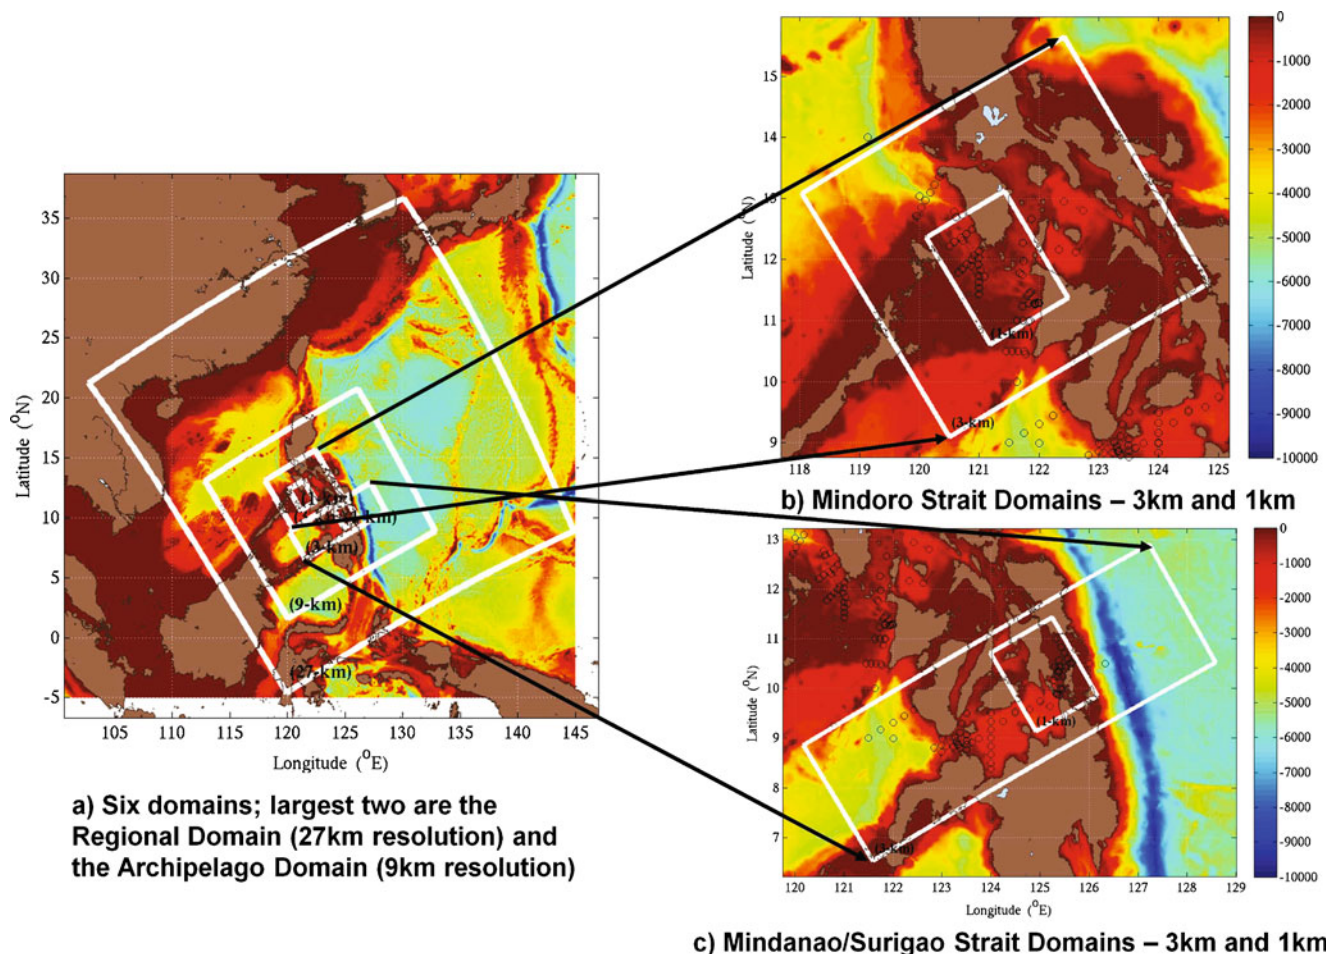 35
30
25
20
15
10
5
0
-5
Latitude (°N)
(1-km)
(3-km)
(9-km)
(27-km)
105 110 115 120 125 130 135 140 145
Longitude (°E)
a) Six domains; largest two are the
Regional Domain (27km resolution) and
the Archipelago Domain (9km resolution)
15
14
13
12
11
10
9
Latitude (°N)
(1-km)
(3-km)
118 119 120 121 122 123 124 125
0
-1000
-2000
-3000
-4000
-5000
-6000
-7000
-8000
-9000
-10000
b) Mindoro Strait Domains – 3km and 1km
13
12
11
10
9
8
7
Latitude (°N)
(1-km)
(3-km)
120 121 122 123 124 125 126 127 128 129
Longitude (°E)
0
-1000
-2000
-3000
-4000
-5000
-6000
-7000
-8000
-9000
-10000
c) Mindanao/Surigao Strait Domains – 3km and 1km